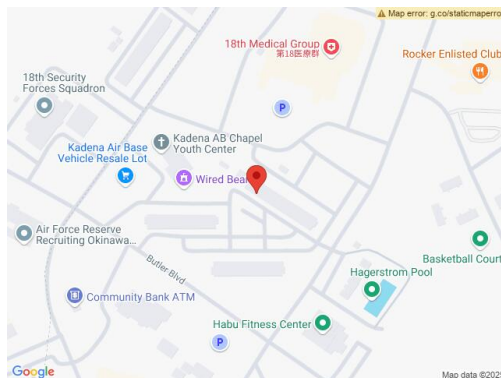 Map error: g.co/staticmaperro
18th Medical Group
第18医療群
Rocker Enlisted Club
18th Security
Forces Squadron
P
Kadena AB Chapel
Youth Center
Kadena Air Base
Vehicle Resale Lot
Wired Bean
Air Force Reserve
Recruiting Okinawa...
Basketball Court
Butler Blvd
Hagerstrom Pool
Community Bank ATM
Habu Fitness Center
P
Google
Map data ©2025